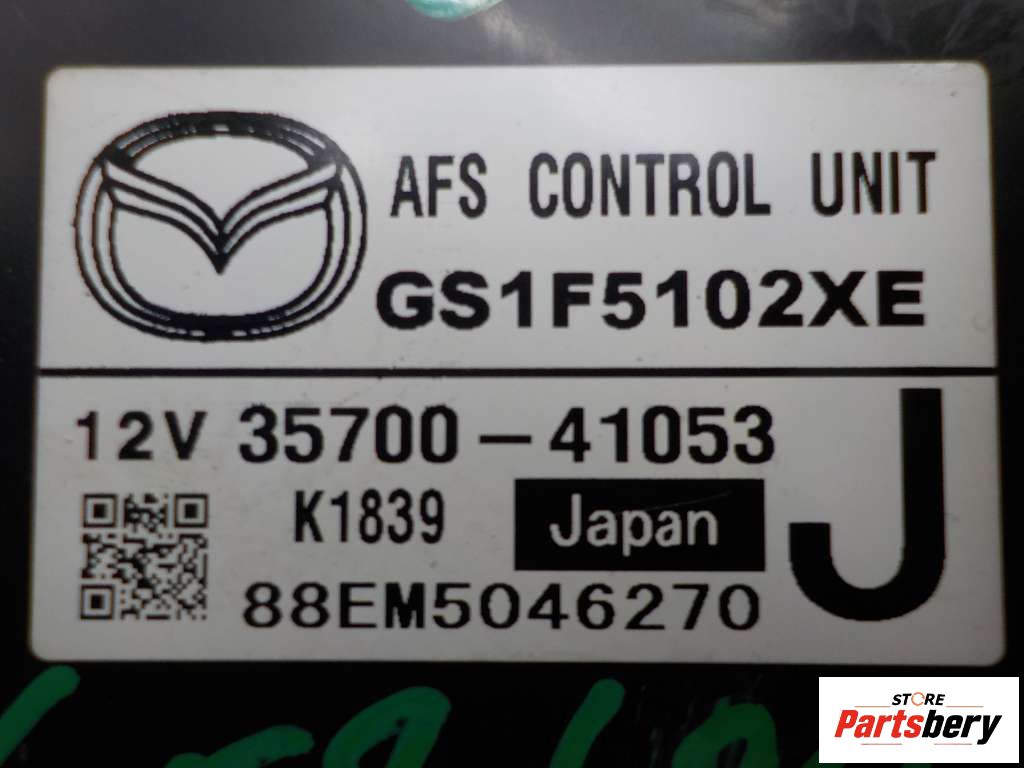 AFS CONTROL UNIT
GS1F5102XE
12V 35700-41053
J
K1839
Japan
88EM5046270
STORE
Partsbery